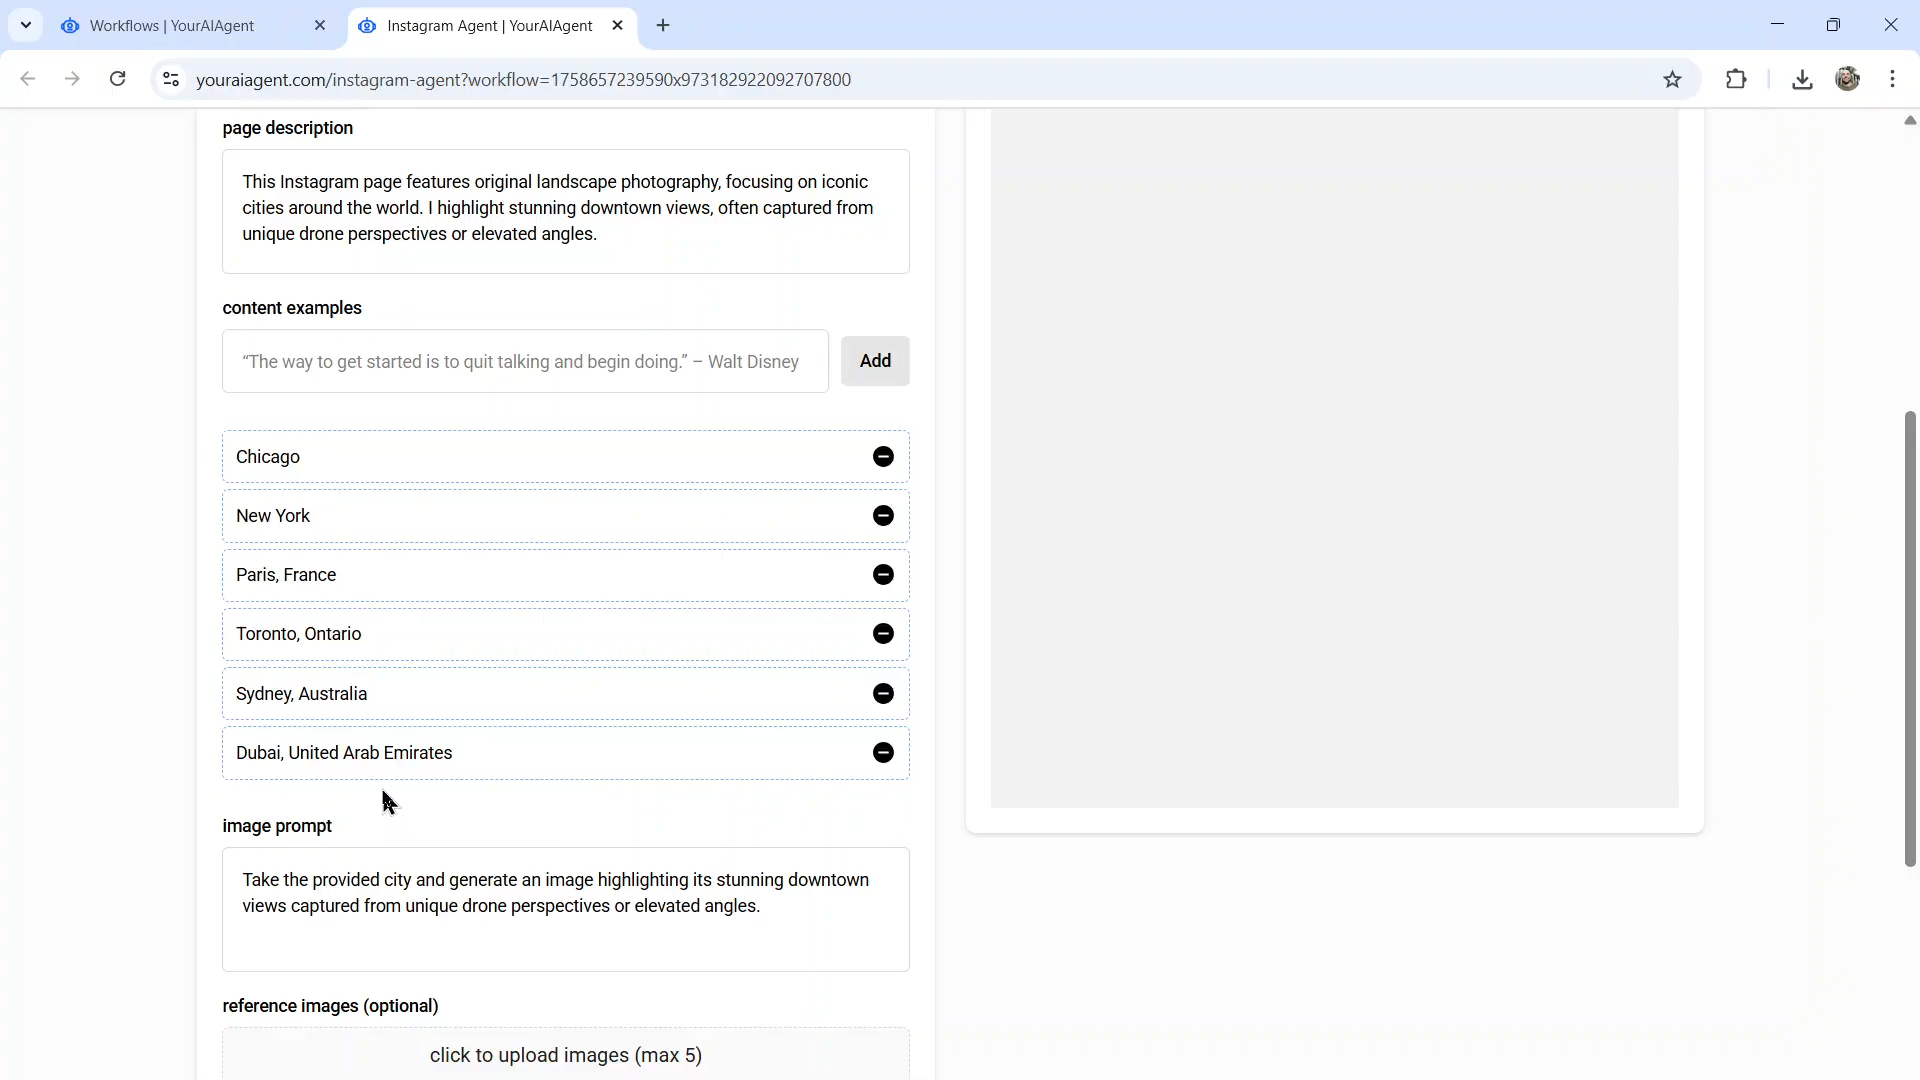 Workflows | YourAIAgent
Instagram Agent | YourAIAgent
youraiagent.com/instagram-agent?workflow=1758657239590x973182922092707800
page description
This Instagram page features original landscape photography, focusing on iconic
cities around the world. I highlight stunning downtown views, often captured from
unique drone perspectives or elevated angles.
content examples
“The way to get started is to quit talking and begin doing.” – Walt Disney
Add
Chicago
New York
Paris, France
Toronto, Ontario
Sydney, Australia
Dubai, United Arab Emirates
image prompt
Take the provided city and generate an image highlighting its stunning downtown
views captured from unique drone perspectives or elevated angles.
reference images (optional)
click to upload images (max 5)